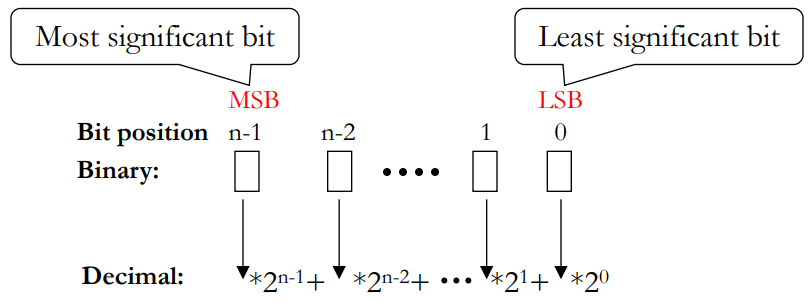 Most significant bit Least significant bit
MSB LSB
Bit position n-1 n-2 1 0
Binary: ••••
Decimal: *2ⁿ⁻¹+ *2ⁿ⁻²+ ••• *2¹+ *2⁰